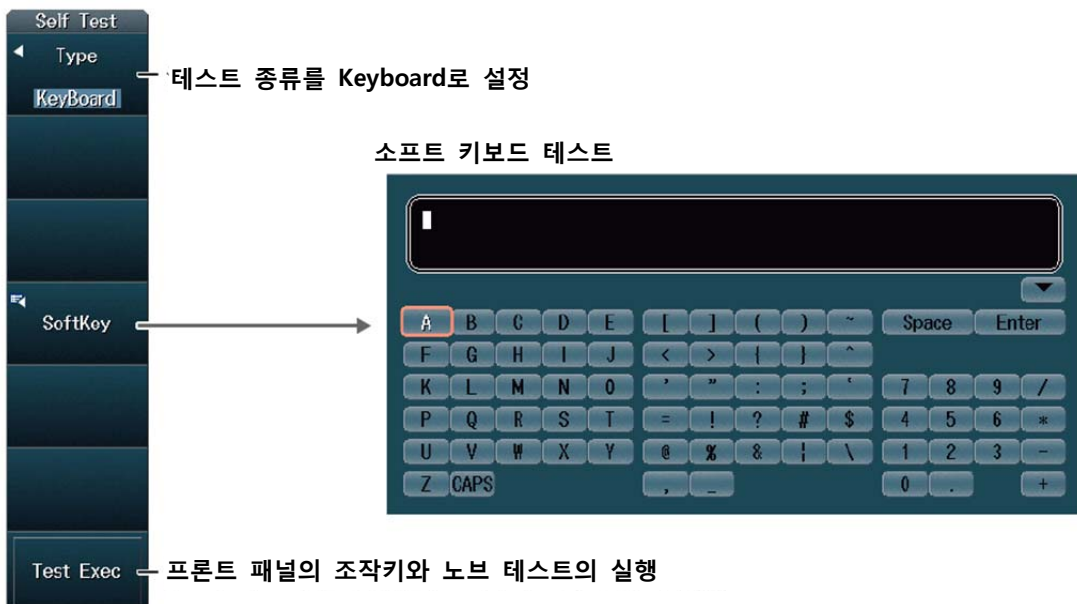 Self Test
Type
KeyBoard
테스트 종류를 Keyboard로 설정
소프트 키보드 테스트
SoftKey
A B C D E [ ] ( ) ~ Space Enter
F G H I J < > { } ^
K L M N O ' " : ; ` 7 8 9 /
P Q R S T = ! ? # $ 4 5 6 *
U V W X Y @ % & ¦ \ 1 2 3 -
Z CAPS , _ 0 . +
Test Exec
프론트 패널의 조작키와 노브 테스트의 실행